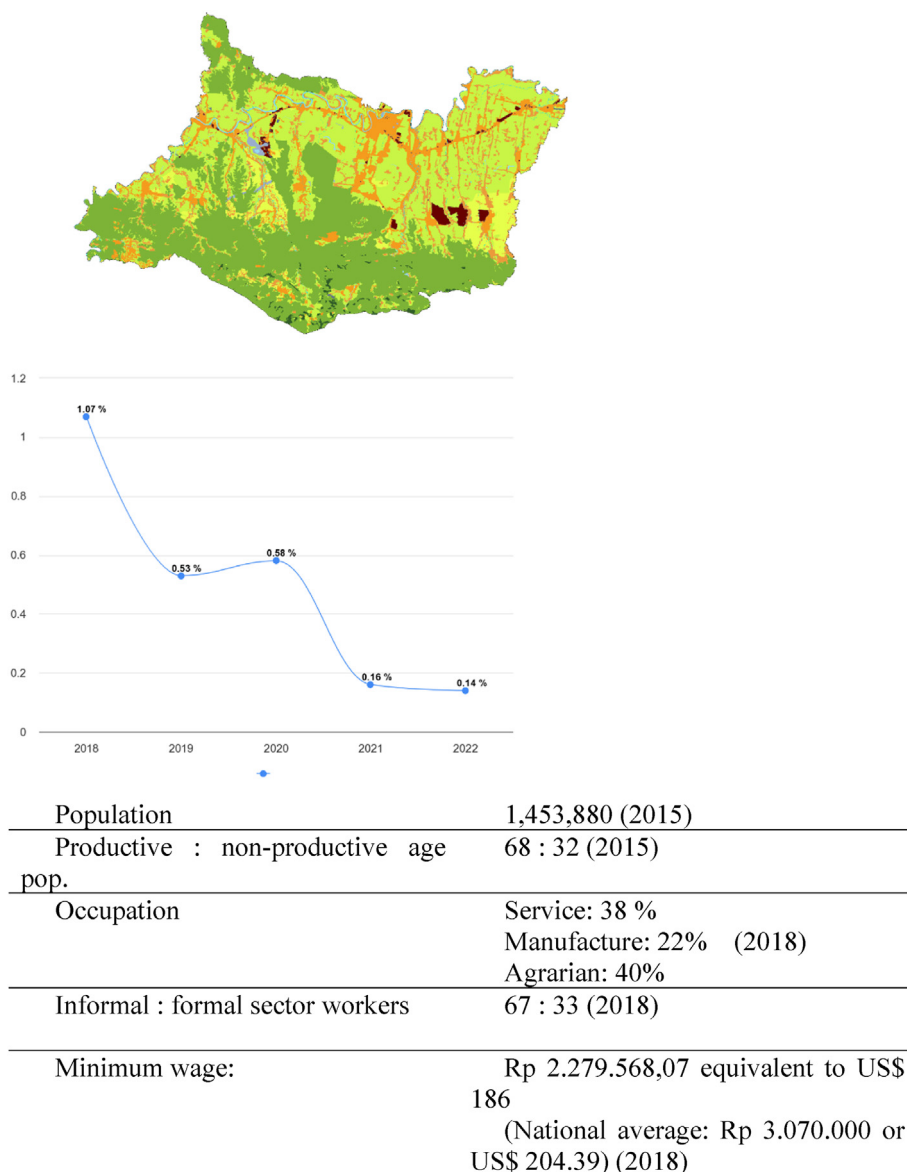 1.2
1.07 %
1
0.8
0.6
0.58 %
0.53 %
0.4
0.2
0.16 %
0.14 %
0
2018 2019 2020 2021 2022
Population 1,453,880 (2015)
Productive : non-productive age 68 : 32 (2015)
pop.
Occupation Service: 38 %
Manufacture: 22% (2018)
Agrarian: 40%
Informal : formal sector workers 67 : 33 (2018)
Minimum wage: Rp 2.279.568,07 equivalent to US$
186
(National average: Rp 3.070.000 or
US$ 204.39) (2018)